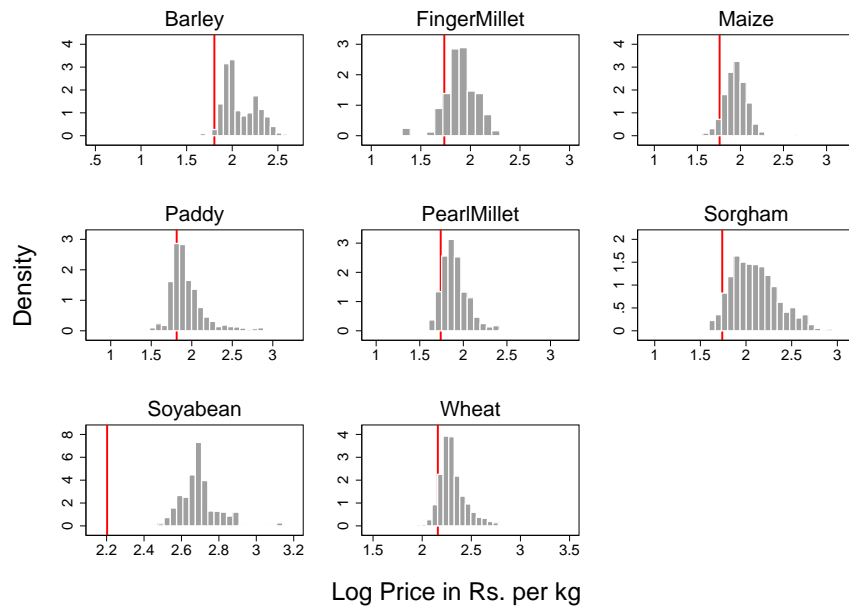 Barley FingerMillet Maize
0 1 2 3 4
.5 1 1.5 2 2.5
0 1 2 3
1 1.5 2 2.5 3
0 1 2 3 4
1 1.5 2 2.5 3
Paddy PearlMillet Sorgham
0 1 2 3
1 1.5 2 2.5 3
0 1 2 3
1 1.5 2 2.5 3
0 .5 1 1.5 2
1 1.5 2 2.5 3
Density
Soyabean Wheat
0 2 4 6 8
2.2 2.4 2.6 2.8 3 3.2
0 1 2 3 4
1.5 2 2.5 3 3.5
Log Price in Rs. per kg